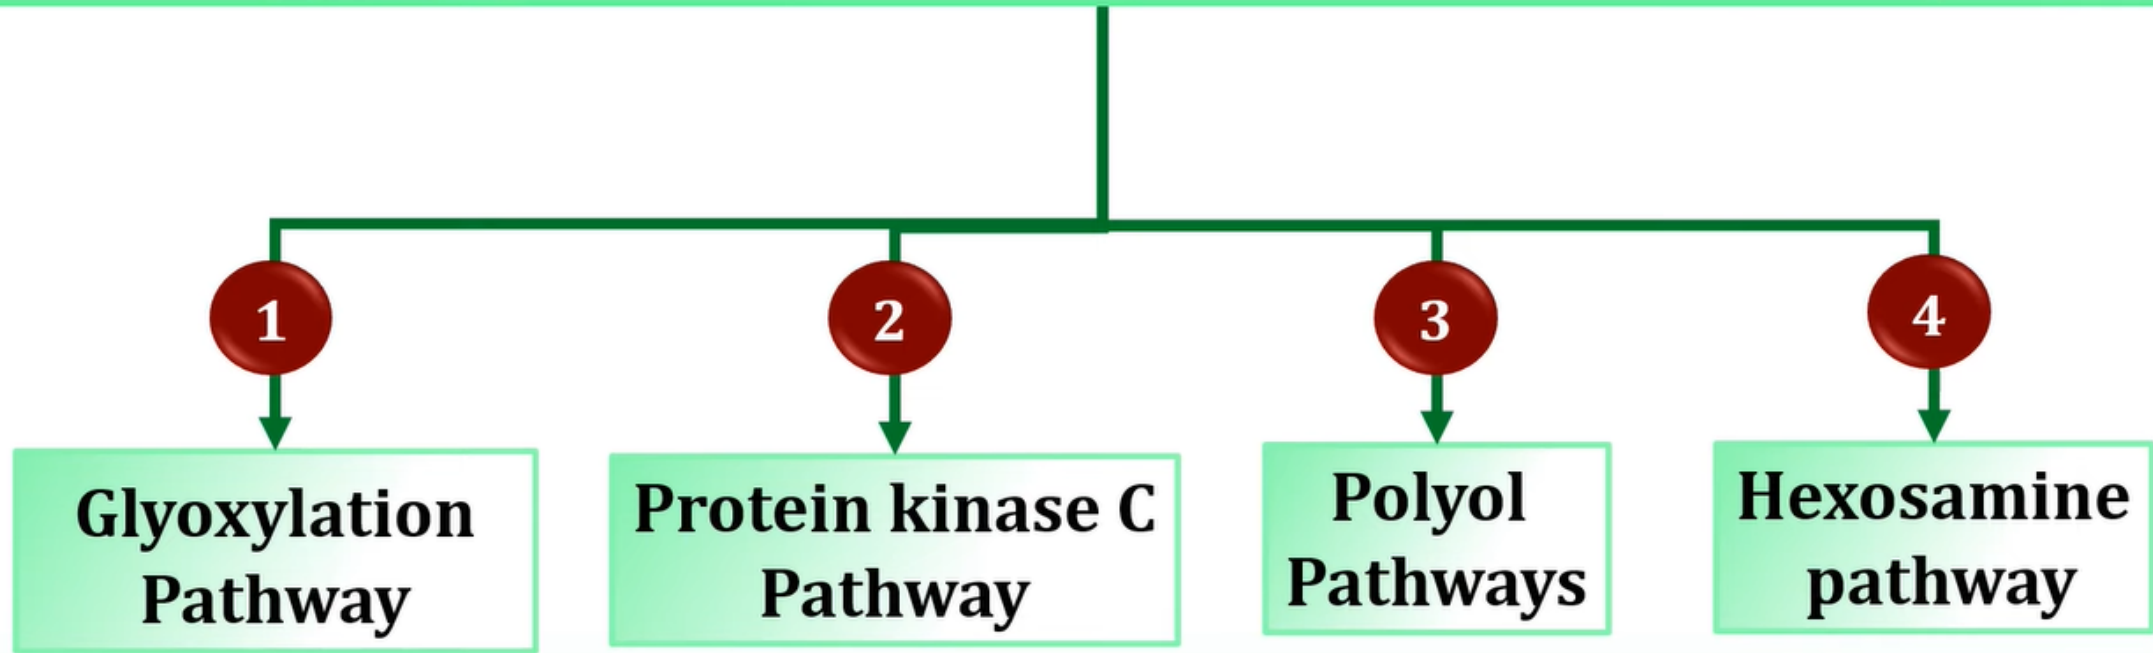 1
2
3
4
Glyoxylation
Pathway
Protein kinase C
Pathway
Polyol
Pathways
Hexosamine
pathway